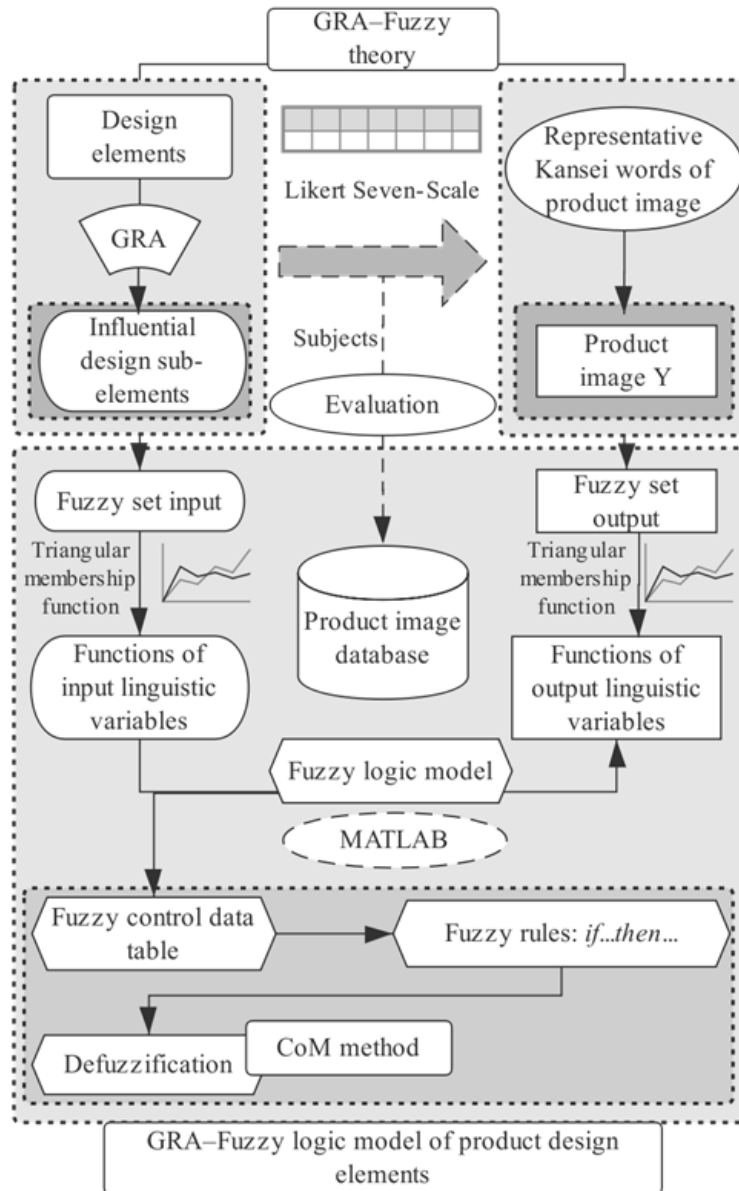 GRA–Fuzzy
theory
Design
elements
GRA
Influential
design sub-
elements
Likert Seven-Scale
Subjects
Evaluation
Representative
Kansei words of
product image
Product
image Y
Fuzzy set input
Triangular
membership
function
Functions of
input linguistic
variables
Product image
database
Fuzzy set
output
Triangular
membership
function
Functions of
output linguistic
variables
Fuzzy logic model
MATLAB
Fuzzy control data
table
Fuzzy rules: if...then...
Defuzzification
CoM method
GRA–Fuzzy logic model of product design
elements